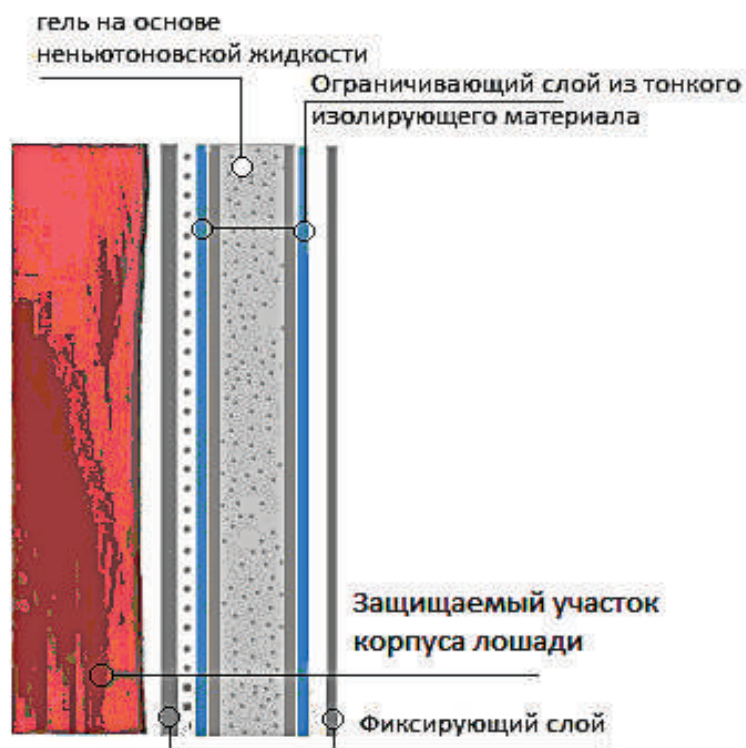 гель на основе
неньютоновской жидкости
Ограничивающий слой из тонкого
изолирующего материала
Защищаемый участок
корпуса лошади
Фиксирующий слой